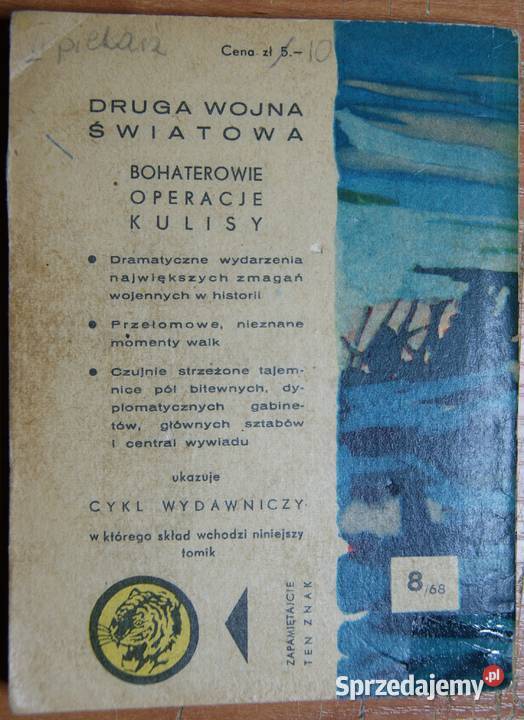 piekarz
Cena zł 5.- 10
DRUGA WOJNA
ŚWIATOWA
BOHATEROWIE
OPERACJE
KULISY
• Dramatyczne wydarzenia
największych zmagań
wojennych w historii
• Przełomowe, nieznane
momenty walk
• Czujnie strzeżone tajem-
nice pól bitewnych, dy-
plomatycznych gabine-
tów, głównych sztabów
i central wywiadu
ukazuje
CYKL WYDAWNICZY
w którego skład wchodzi niniejszy
tomik
ZAPAMIĘTAJCIE
TEN ZNAK
8/68
Sprzedajemy.pl